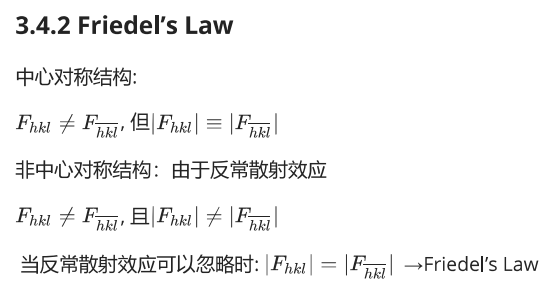 3.4.2 Friedel's Law
中心对称结构:
$F_{hkl} \neq F_{\overline{hkl}}$, 但$|F_{hkl}| \equiv |F_{\overline{hkl}}|$
非中心对称结构：由于反常散射效应
$F_{hkl} \neq F_{\overline{hkl}}$, 且$|F_{hkl}| \neq |F_{\overline{hkl}}|$
当反常散射效应可以忽略时: $|F_{hkl}| = |F_{\overline{hkl}}|$ →Friedel's Law